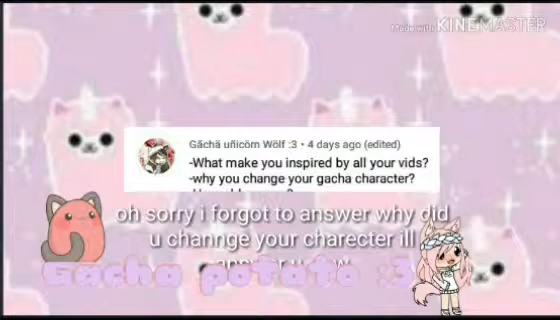 Made with KINEMASTER
Gãchä uñicörn Wölf :3 • 4 days ago (edited)
-What make you inspired by all your vids?
-why you change your gacha character?
oh sorry i forgot to answer why did
u channge your charecter ill
Gacha potato :3